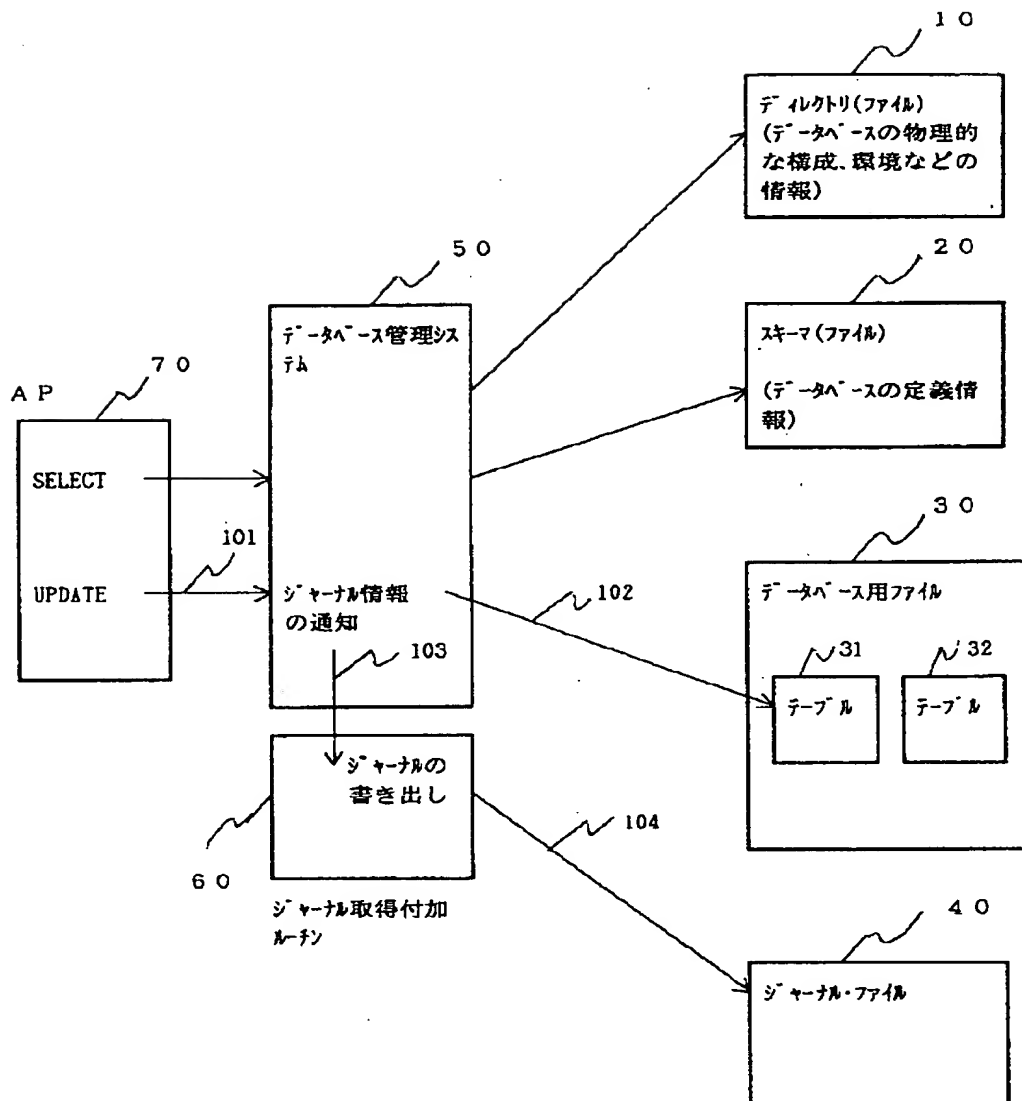 １０
ディレクトリ(ファイル)
(データベースの物理的
な構成、環境などの
情報)
２０
スキーマ(ファイル)
(データベースの定義情
報)
５０
データベース管理シス
テム
ジャーナル情報
の通知
103
７０
ＡＰ
SELECT
UPDATE
101
102
３０
データベース用ファイル
31
テーブル
32
テーブル
ジャーナルの
書き出し
６０
ジャーナル取得付加
ルーチン
104
４０
ジャーナル・ファイル